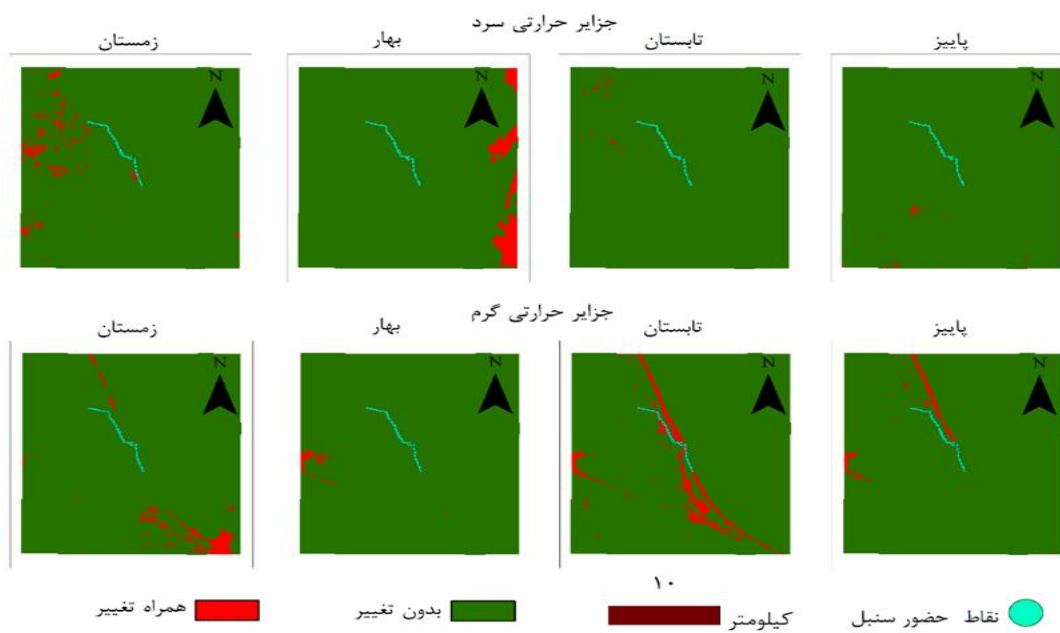 جزایر حرارتی سرد
پاییز
تابستان
بهار
زمستان
N
N
N
N
جزایر حرارتی گرم
پاییز
تابستان
بهار
زمستان
N
N
N
N
نقاط حضور سنبل
۱۰
کیلومتر
بدون تغییر
همراه تغییر